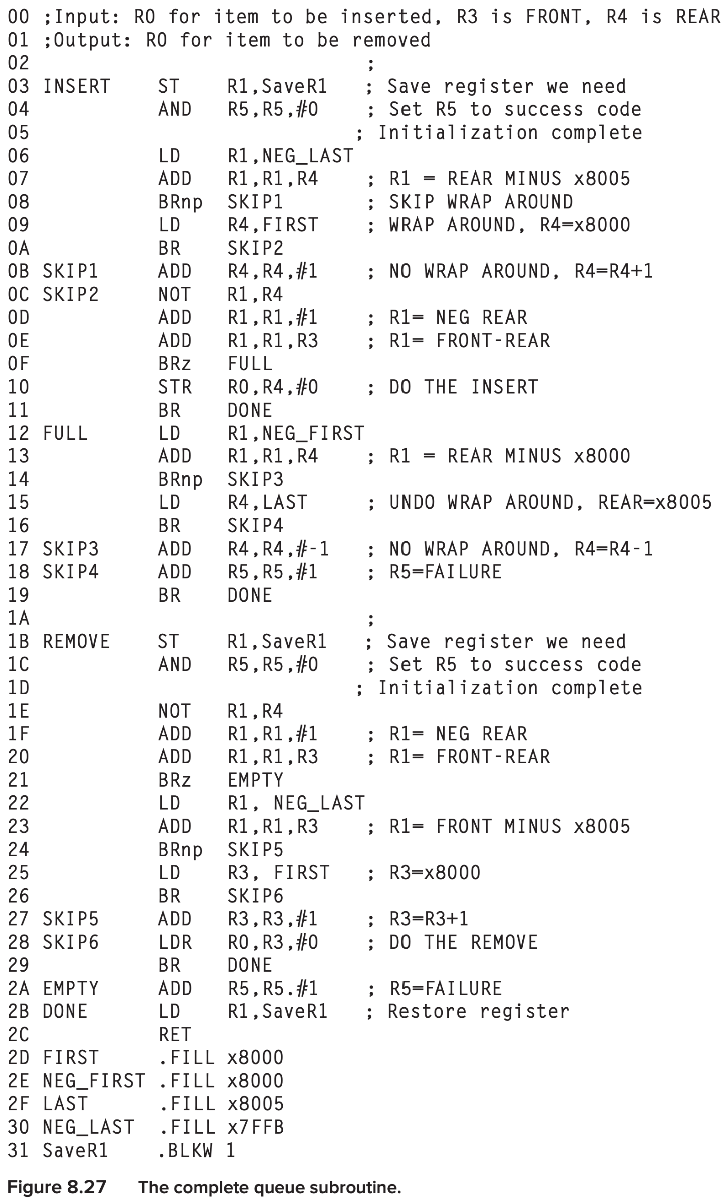 00 ;Input: R0 for item to be inserted, R3 is FRONT, R4 is REAR
01 ;Output: R0 for item to be removed
02                               ;
03 INSERT    ST    R1,SaveR1   ; Save register we need
04           AND   R5,R5,#0    ; Set R5 to success code
05                             ; Initialization complete
06           LD    R1,NEG_LAST
07           ADD   R1,R1,R4    ; R1 = REAR MINUS x8005
08           BRnp  SKIP1       ; SKIP WRAP AROUND
09           LD    R4,FIRST    ; WRAP AROUND, R4=x8000
0A           BR    SKIP2
0B SKIP1     ADD   R4,R4,#1    ; NO WRAP AROUND, R4=R4+1
0C SKIP2     NOT   R1,R4
0D           ADD   R1,R1,#1    ; R1= NEG REAR
0E           ADD   R1,R1,R3    ; R1= FRONT-REAR
0F           BRz   FULL
10           STR   R0,R4,#0    ; DO THE INSERT
11           BR    DONE
12 FULL      LD    R1,NEG_FIRST
13           ADD   R1,R1,R4    ; R1 = REAR MINUS x8000
14           BRnp  SKIP3
15           LD    R4,LAST     ; UNDO WRAP AROUND, REAR=x8005
16           BR    SKIP4
17 SKIP3     ADD   R4,R4,#-1   ; NO WRAP AROUND, R4=R4-1
18 SKIP4     ADD   R5,R5,#1    ; R5=FAILURE
19           BR    DONE
1A                             ;
1B REMOVE    ST    R1,SaveR1   ; Save register we need
1C           AND   R5,R5,#0    ; Set R5 to success code
1D                             ; Initialization complete
1E           NOT   R1,R4
1F           ADD   R1,R1,#1    ; R1= NEG REAR
20           ADD   R1,R1,R3    ; R1= FRONT-REAR
21           BRz   EMPTY
22           LD    R1, NEG_LAST
23           ADD   R1,R1,R3    ; R1= FRONT MINUS x8005
24           BRnp  SKIP5
25           LD    R3, FIRST   ; R3=x8000
26           BR    SKIP6
27 SKIP5     ADD   R3,R3,#1    ; R3=R3+1
28 SKIP6     LDR   R0,R3,#0    ; DO THE REMOVE
29           BR    DONE
2A EMPTY     ADD   R5,R5.#1    ; R5=FAILURE
2B DONE      LD    R1,SaveR1   ; Restore register
2C           RET
2D FIRST     .FILL x8000
2E NEG_FIRST .FILL x8000
2F LAST      .FILL x8005
30 NEG_LAST  .FILL x7FFB
31 SaveR1    .BLKW 1
Figure 8.27 The complete queue subroutine.